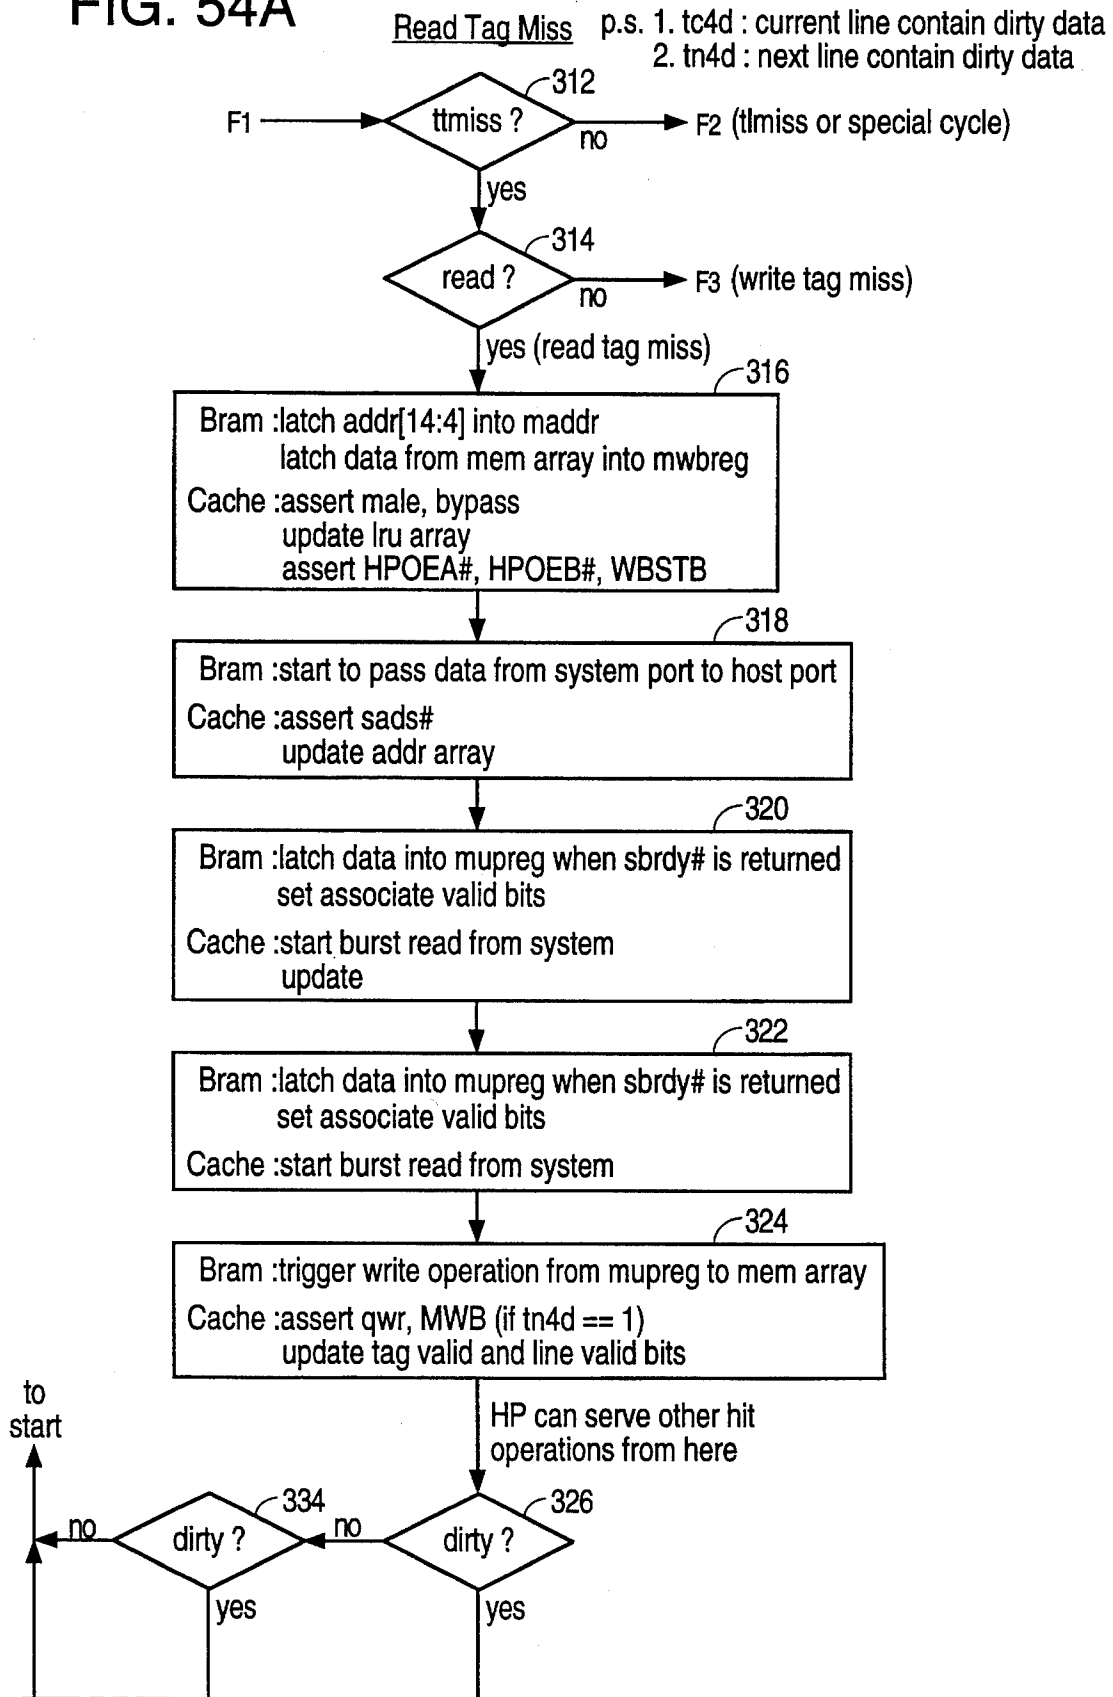 FIG. 54A
Read Tag Miss
p.s. 1. tc4d : current line contain dirty data
2. tn4d : next line contain dirty data
312
F1
ttmiss ?
no
F2 (tlmiss or special cycle)
yes
314
read ?
no
F3 (write tag miss)
yes (read tag miss)
316
Bram :latch addr[14:4] into maddr
latch data from mem array into mwbreg
Cache :assert male, bypass
update lru array
assert HPOEA#, HPOEB#, WBSTB
318
Bram :start to pass data from system port to host port
Cache :assert sads#
update addr array
320
Bram :latch data into mupreg when sbrdy# is returned
set associate valid bits
Cache :start burst read from system
update
322
Bram :latch data into mupreg when sbrdy# is returned
set associate valid bits
Cache :start burst read from system
324
Bram :trigger write operation from mupreg to mem array
Cache :assert qwr, MWB (if tn4d == 1)
update tag valid and line valid bits
to
start
HP can serve other hit
operations from here
334
326
no
dirty ?
no
dirty ?
yes
yes